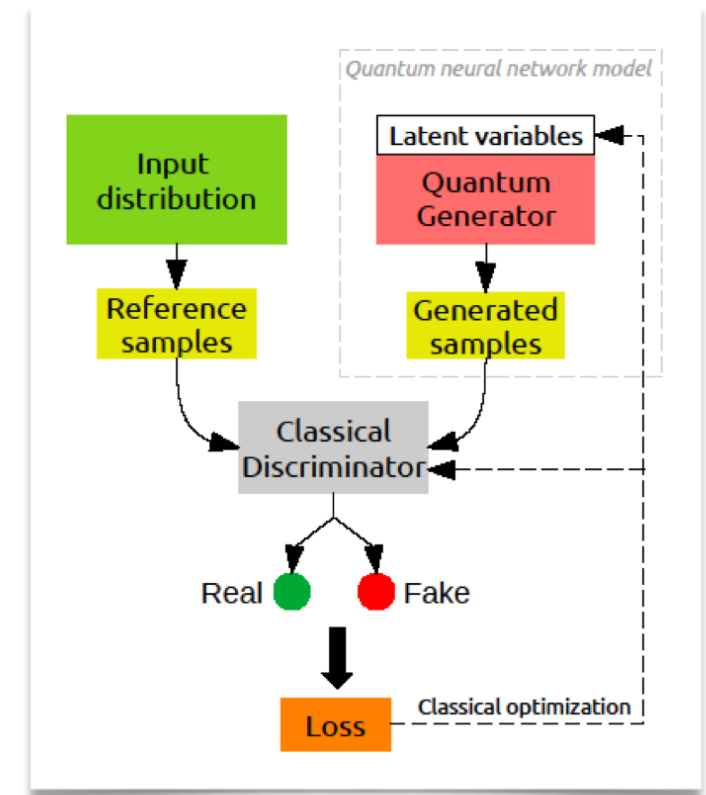 Quantum neural network model
Input
distribution
Latent variables
Quantum
Generator
Reference
samples
Generated
samples
Classical
Discriminator
Real
Fake
Loss
Classical optimization